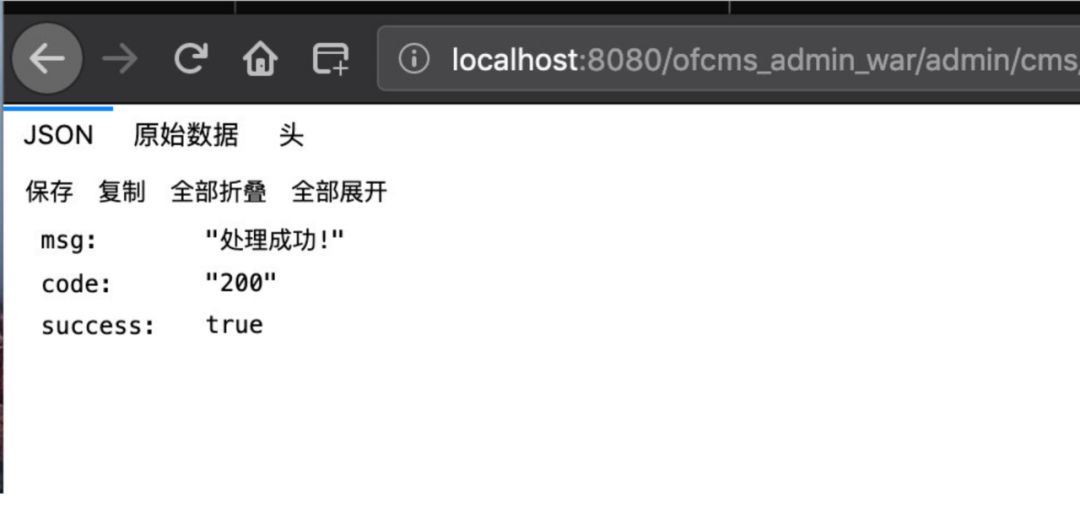 localhost:8080/ofcms_admin_war/admin/cms/
JSON 原始数据 头
保存 复制 全部折叠 全部展开
msg: "处理成功!"
code: "200"
success: true